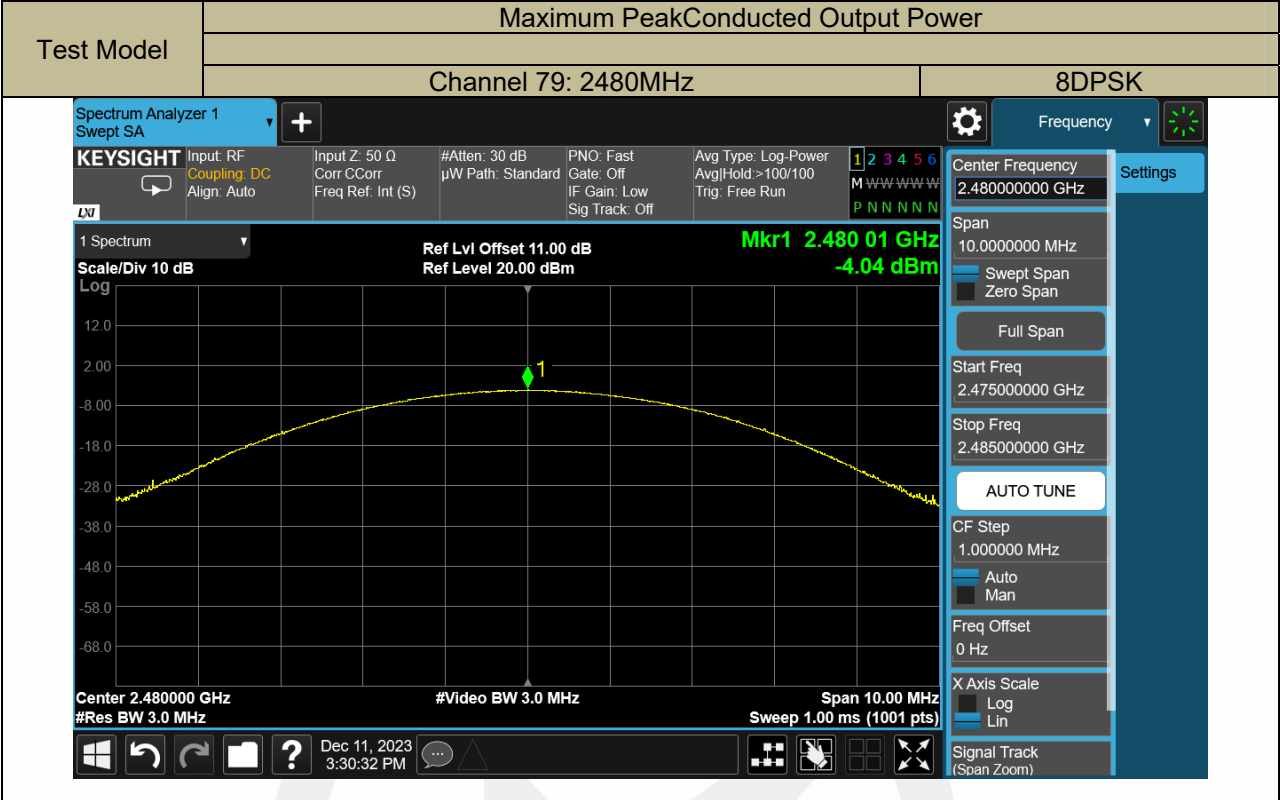 Test Model
Maximum PeakConducted Output Power
Channel 79: 2480MHz
8DPSK
Spectrum Analyzer 1
Swept SA
Frequency
KEYSIGHT
LXI
Input: RF
Coupling: DC
Align: Auto
Input Z: 50 Ω
Corr CCorr
Freq Ref: Int (S)
#Atten: 30 dB
µW Path: Standard
PNO: Fast
Gate: Off
IF Gain: Low
Sig Track: Off
Avg Type: Log-Power
Avg|Hold:>100/100
Trig: Free Run
1 2 3 4 5 6
M W W W W W
P N N N N N
1 Spectrum
Scale/Div 10 dB
Log
Ref Lvl Offset 11.00 dB
Ref Level 20.00 dBm
Mkr1 2.480 01 GHz
-4.04 dBm
1
12.0
2.00
-8.00
-18.0
-28.0
-38.0
-48.0
-58.0
-68.0
Center 2.480000 GHz
#Res BW 3.0 MHz
#Video BW 3.0 MHz
Span 10.00 MHz
Sweep 1.00 ms (1001 pts)
Dec 11, 2023
3:30:32 PM
Center Frequency
2.480000000 GHz
Span
10.0000000 MHz
Swept Span
Zero Span
Full Span
Start Freq
2.475000000 GHz
Stop Freq
2.485000000 GHz
AUTO TUNE
CF Step
1.000000 MHz
Auto
Man
Freq Offset
0 Hz
X Axis Scale
Log
Lin
Signal Track
(Span Zoom)
Settings